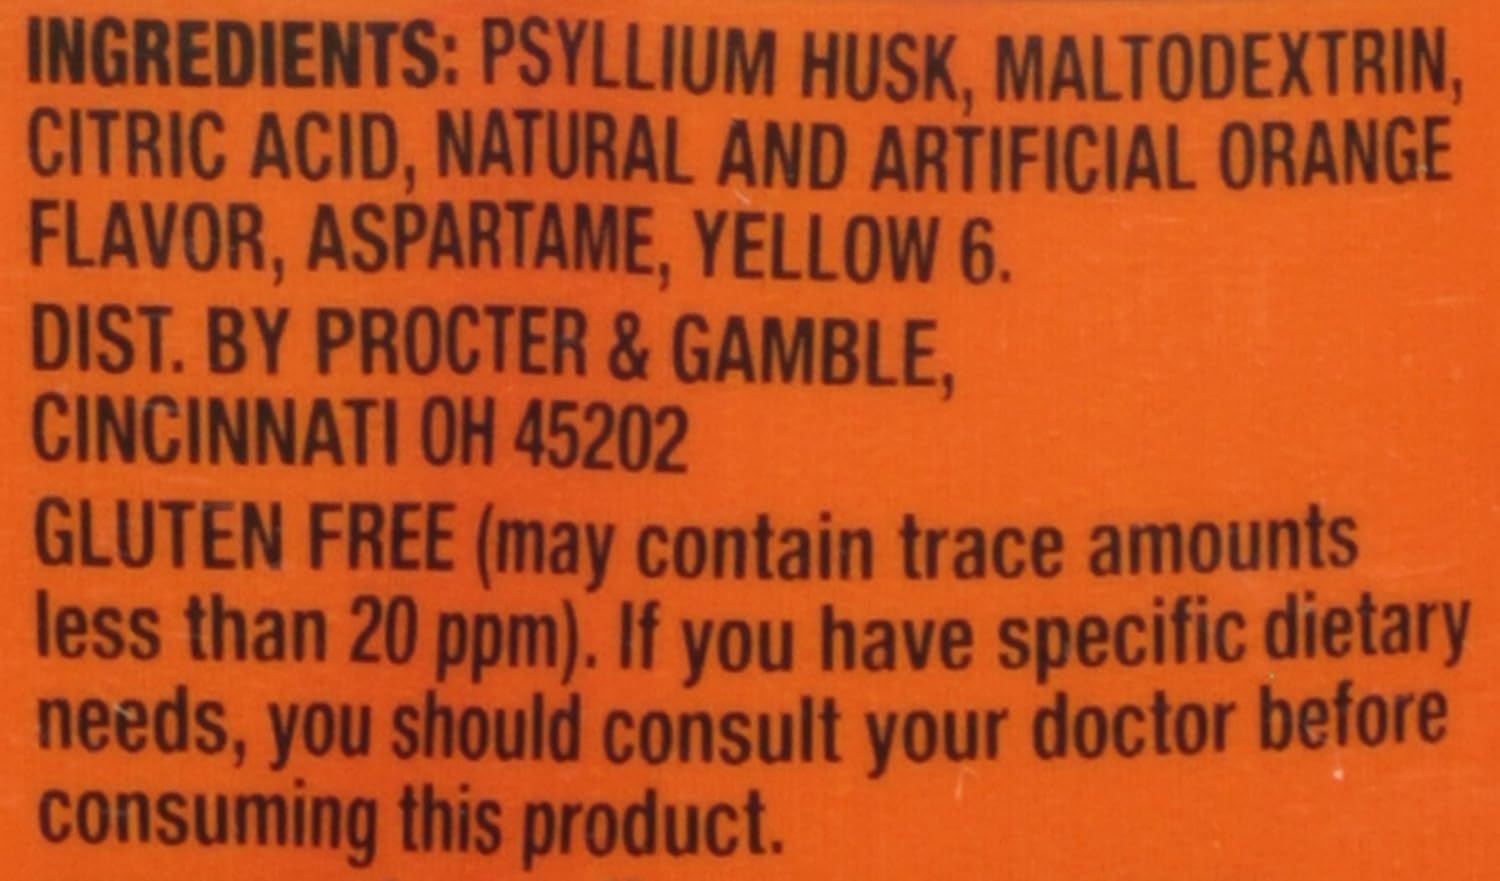 INGREDIENTS: PSYLLIUM HUSK, MALTODEXTRIN,
CITRIC ACID, NATURAL AND ARTIFICIAL ORANGE
FLAVOR, ASPARTAME, YELLOW 6.
DIST. BY PROCTER & GAMBLE,
CINCINNATI OH 45202
GLUTEN FREE (may contain trace amounts
less than 20 ppm). If you have specific dietary
needs, you should consult your doctor before
consuming this product.